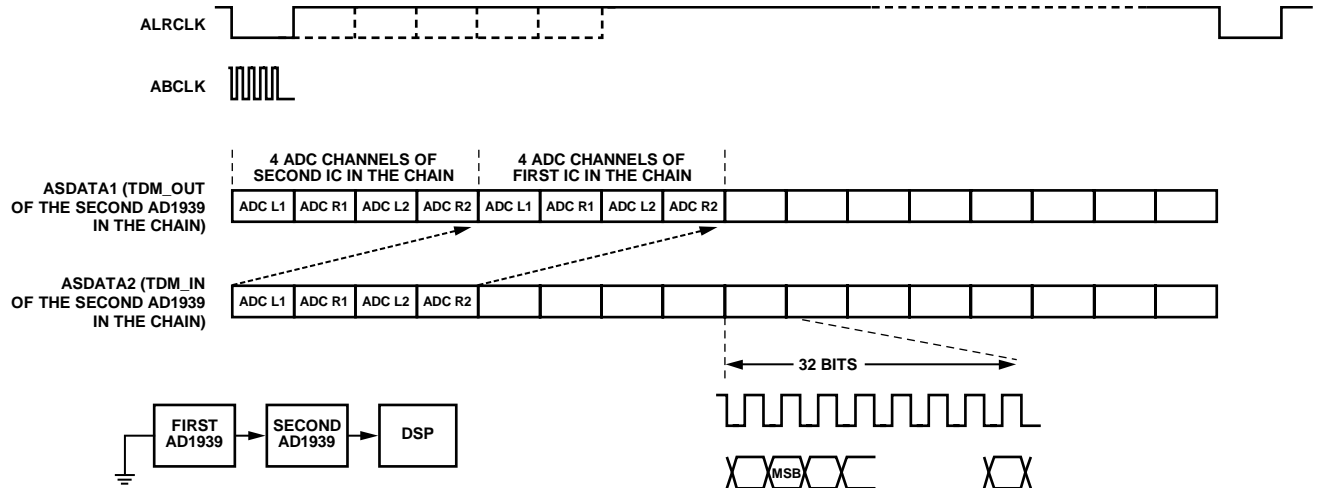 ALRCLK
ABCLK
4 ADC CHANNELS OF
SECOND IC IN THE CHAIN
4 ADC CHANNELS OF
FIRST IC IN THE CHAIN
ASDATA1 (TDM_OUT
OF THE SECOND AD1939
IN THE CHAIN)
ADC L1 ADC R1 ADC L2 ADC R2 ADC L1 ADC R1 ADC L2 ADC R2
ASDATA2 (TDM_IN
OF THE SECOND AD1939
IN THE CHAIN)
ADC L1 ADC R1 ADC L2 ADC R2
32 BITS
FIRST
AD1939
SECOND
AD1939
DSP
MSB